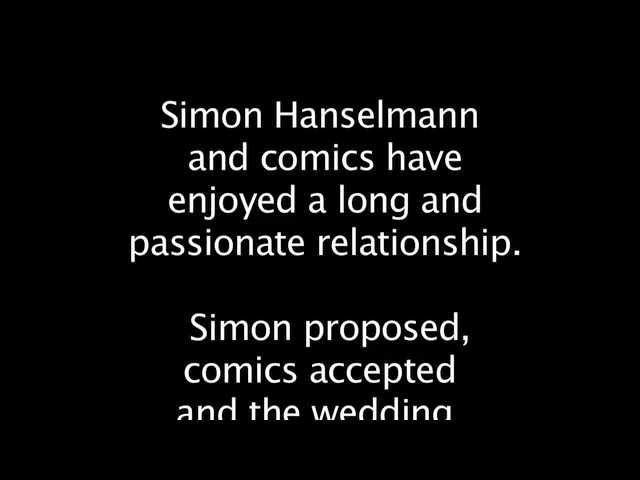 Simon Hanselmann
and comics have
enjoyed a long and
passionate relationship.
Simon proposed,
comics accepted
and the wedding